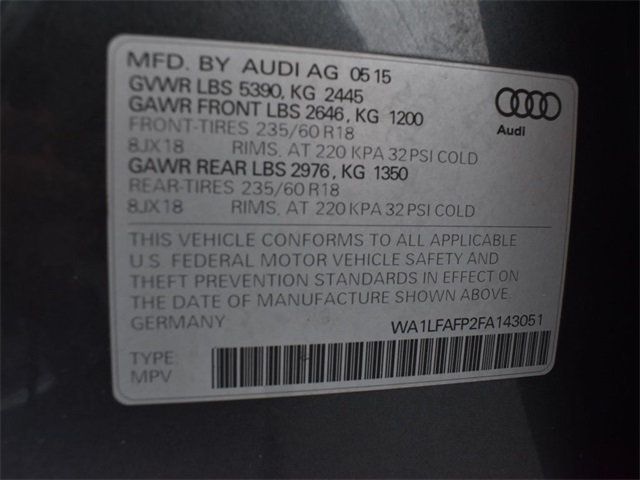 MFD. BY AUDI AG 05 15
GVWR LBS 5390, KG 2445
GAWR FRONT LBS 2646, KG 1200
FRONT-TIRES 235/60 R18
8JX18 RIMS. AT 220 KPA 32 PSI COLD
GAWR REAR LBS 2976, KG 1350
REAR-TIRES 235/60 R18
8JX18 RIMS. AT 220 KPA 32 PSI COLD
Audi
THIS VEHICLE CONFORMS TO ALL APPLICABLE
U.S. FEDERAL MOTOR VEHICLE SAFETY AND
THEFT PREVENTION STANDARDS IN EFFECT ON
THE DATE OF MANUFACTURE SHOWN ABOVE.
GERMANY WA1LFAFP2FA143051
TYPE:
MPV